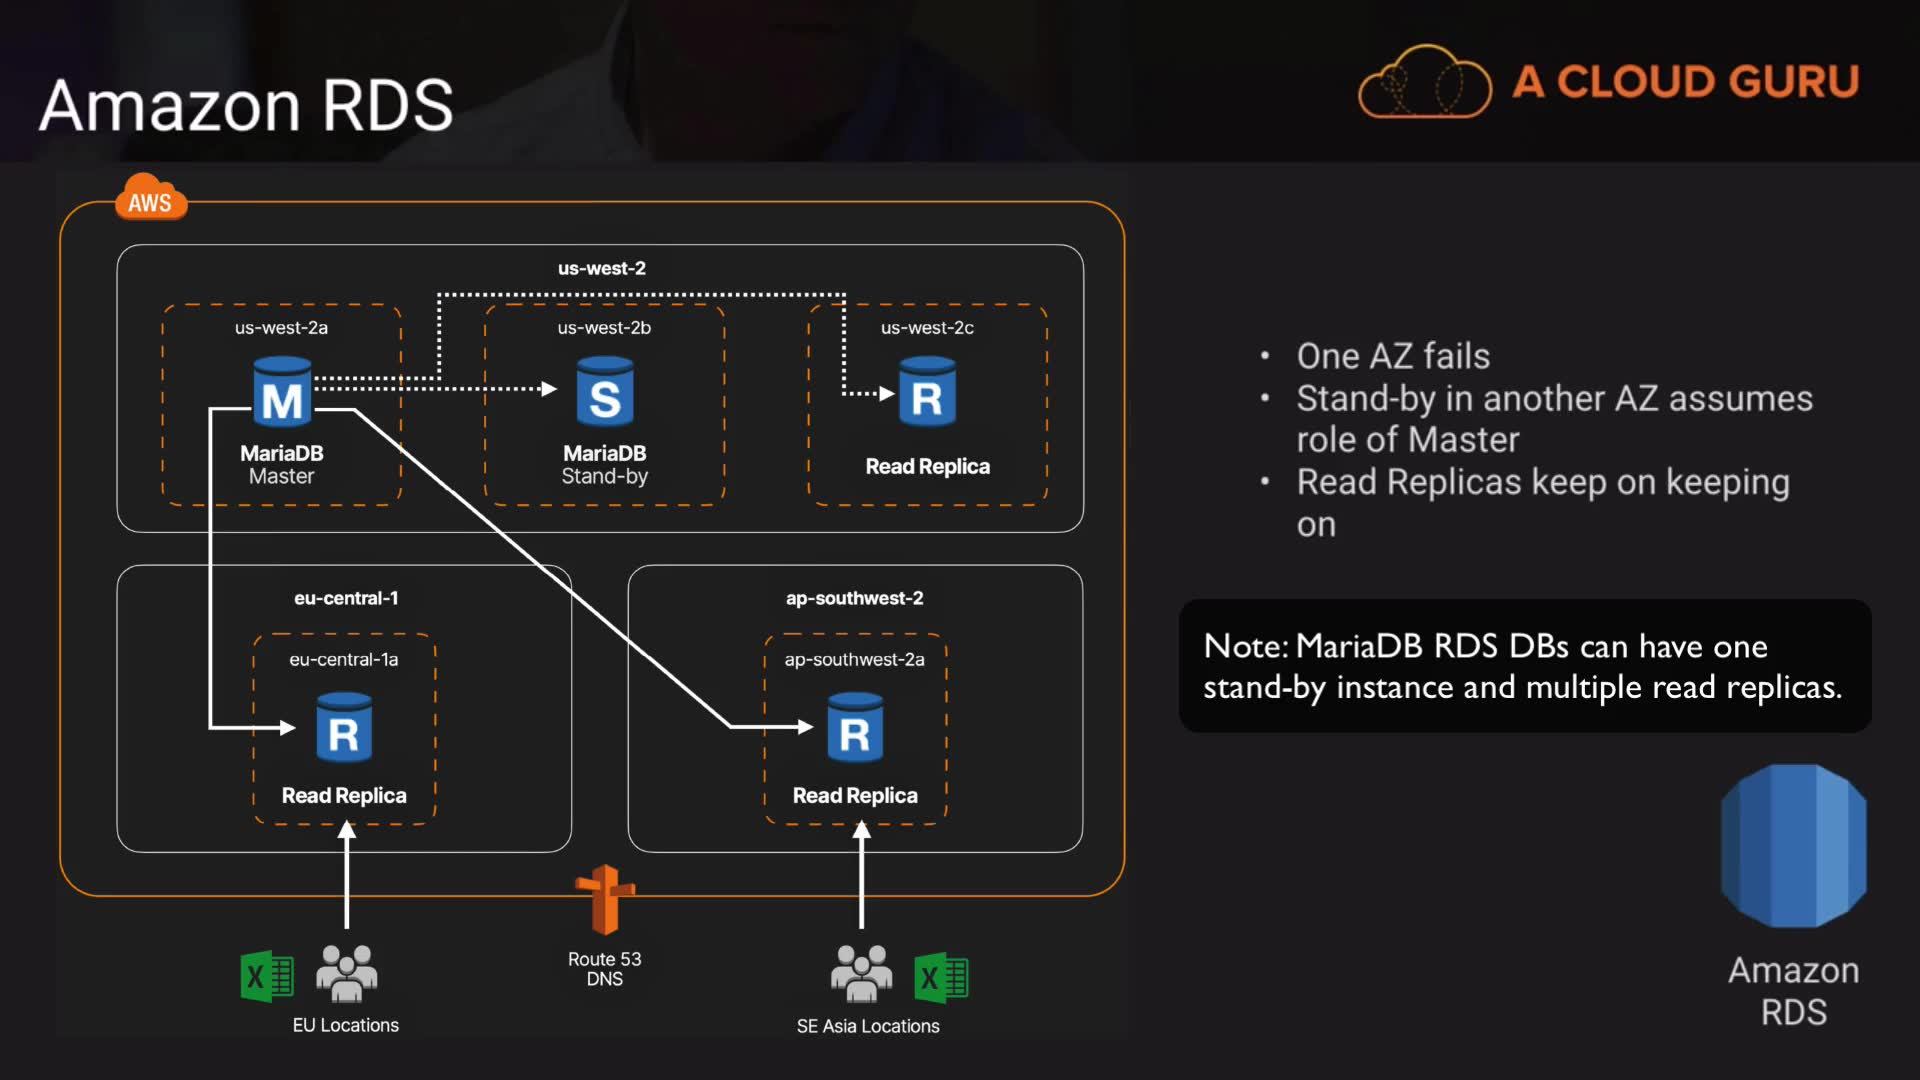 Amazon RDS
A CLOUD GURU
AWS
us-west-2
us-west-2a
us-west-2b
us-west-2c
M
S
R
MariaDB
Master
MariaDB
Stand-by
Read Replica
eu-central-1
ap-southwest-2
eu-central-1a
ap-southwest-2a
R
R
Read Replica
Read Replica
Route 53
DNS
X
X
EU Locations
SE Asia Locations
• One AZ fails
• Stand-by in another AZ assumes
role of Master
• Read Replicas keep on keeping
on
Note: MariaDB RDS DBs can have one
stand-by instance and multiple read replicas.
Amazon
RDS